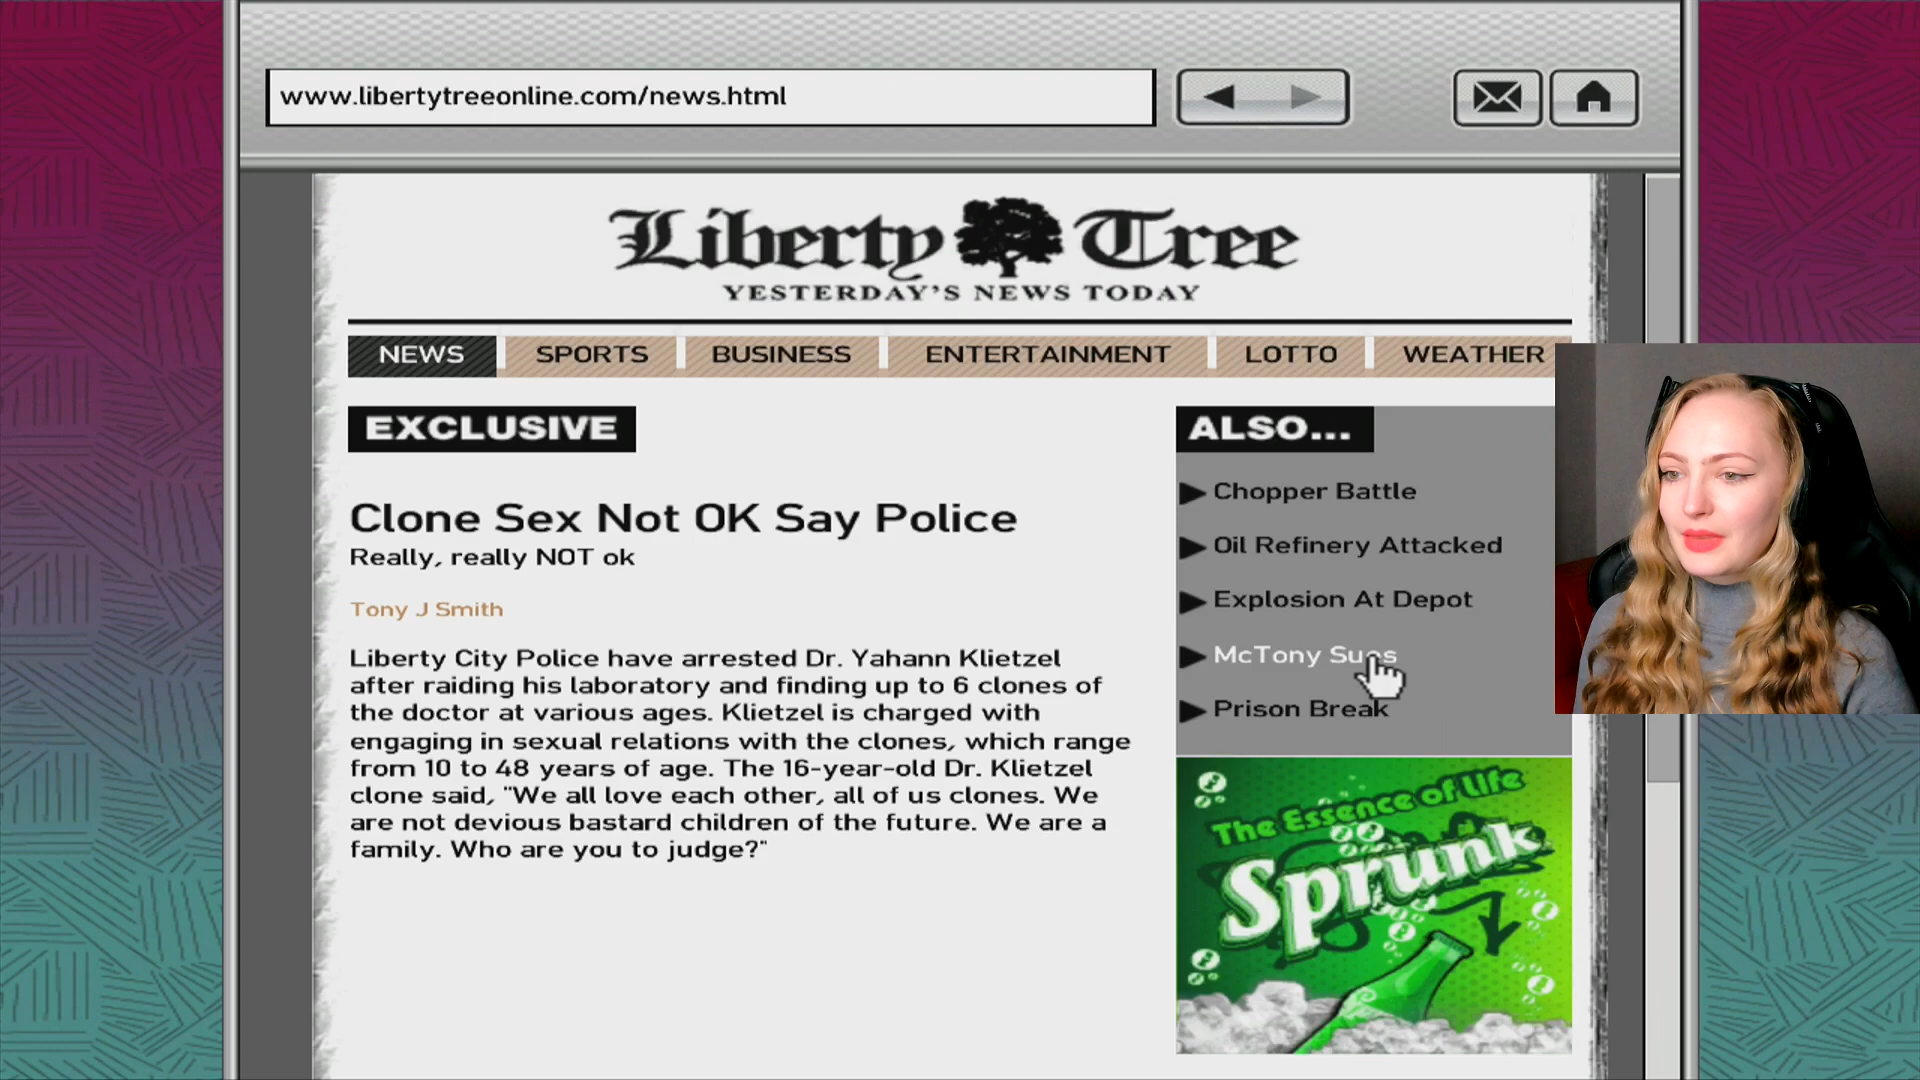 www.libertytreeonline.com/news.html
Liberty Tree
YESTERDAY'S NEWS TODAY
NEWS SPORTS BUSINESS ENTERTAINMENT LOTTO WEATHER
EXCLUSIVE
Clone Sex Not OK Say Police
Really, really NOT ok
Tony J Smith
Liberty City Police have arrested Dr. Yahann Klietzel
after raiding his laboratory and finding up to 6 clones of
the doctor at various ages. Klietzel is charged with
engaging in sexual relations with the clones, which range
from 10 to 48 years of age. The 16-year-old Dr. Klietzel
clone said, "We all love each other, all of us clones. We
are not devious bastard children of the future. We are a
family. Who are you to judge?"
ALSO...
Chopper Battle
Oil Refinery Attacked
Explosion At Depot
McTony Sues
Prison Break
The Essence of Life
Sprunk